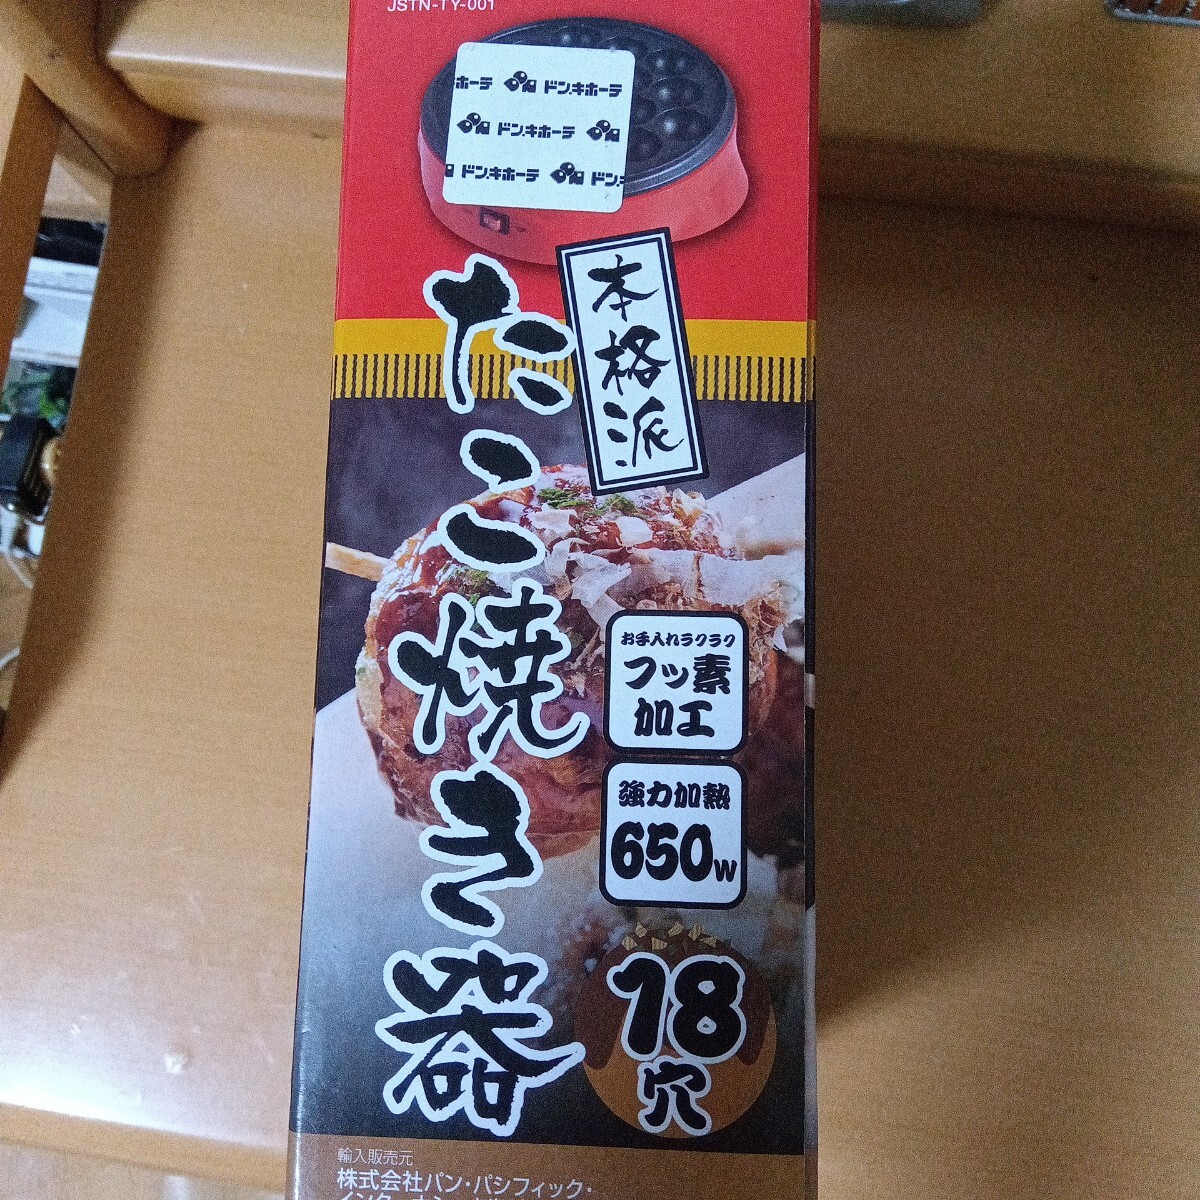 JSTN-TY-001
ホーテ ドン.キホーテ
ドン.キホーテ
ドン.キホーテ ドン.
本格派
たこ焼き器
お手入れラクラク
フッ素
加工
強力加熱
650W
18
穴
輸入販売元
株式会社パン・パシフィック・